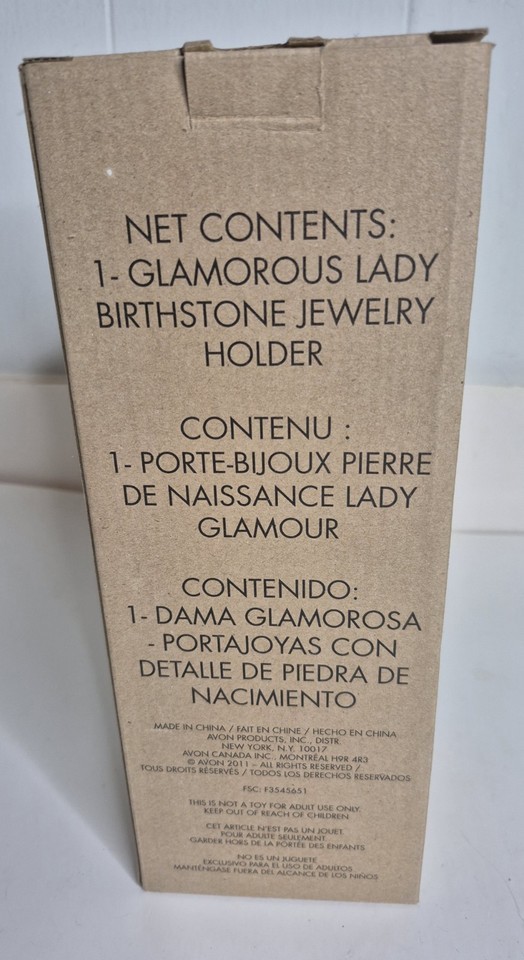 NET CONTENTS:
1- GLAMOROUS LADY
BIRTHSTONE JEWELRY
HOLDER
CONTENU :
1- PORTE-BIJOUX PIERRE
DE NAISSANCE LADY
GLAMOUR
CONTENIDO:
1- DAMA GLAMOROSA
- PORTAJOYAS CON
DETALLE DE PIEDRA DE
NACIMIENTO
MADE IN CHINA / FAIT EN CHINE / HECHO EN CHINA
AVON PRODUCTS, INC., DISTR.
NEW YORK, N.Y. 10017
AVON CANADA INC., MONTRÉAL H9R 4R3
© AVON 2011 – ALL RIGHTS RESERVED /
TOUS DROITS RÉSERVÉS / TODOS LOS DERECHOS RESERVADOS
FSC: F3545651
THIS IS NOT A TOY FOR ADULT USE ONLY.
KEEP OUT OF REACH OF CHILDREN
CET ARTICLE N'EST PAS UN JOUET.
POUR ADULTE SEULEMENT.
GARDER HORS DE LA PORTÉE DES ENFANTS
NO ES UN JUGUETE
EXCLUSIVO PARA EL USO DE ADULTOS
MANTÉNGASE FUERA DEL ALCANCE DE LOS NIÑOS